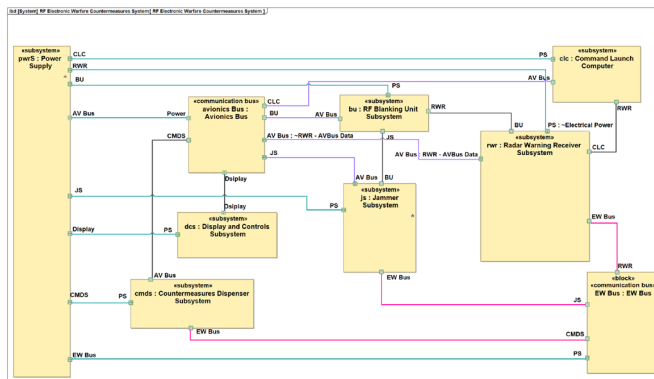 ibd [System] RF Electronic Warfare Countermeasures System[ RF Electronic Warfare Countermeasures System ]
«subsystem»
pwrS : Power
Supply
CLC
RWR
BU
AV Bus
JS
Display
CMDS
EW Bus
«communication bus»
avionics Bus :
Avionics Bus
Power
CMDS
CLC
BU
AV Bus : ~RWR - AVBus Data
JS
Dsiplay
«subsystem»
dcs : Display and Controls
Subsystem
PS
AV Bus
«subsystem»
cmds : Countermeasures Dispenser
Subsystem
PS
EW Bus
PS
«subsystem»
bu : RF Blanking Unit
Subsystem
AV Bus
RWR
JS
AV Bus
BU
«subsystem»
js : Jammer
Subsystem
PS
EW Bus
PS
AV Bus
«subsystem»
clc : Command Launch
Computer
RWR
BU
PS : ~Electrical Power
«subsystem»
rwr : Radar Warning Receiver
Subsystem
AV Bus
RWR - AVBus Data
CLC
EW Bus
RWR
«block»
«communication bus»
EW Bus : EW Bus
JS
CMDS
PS